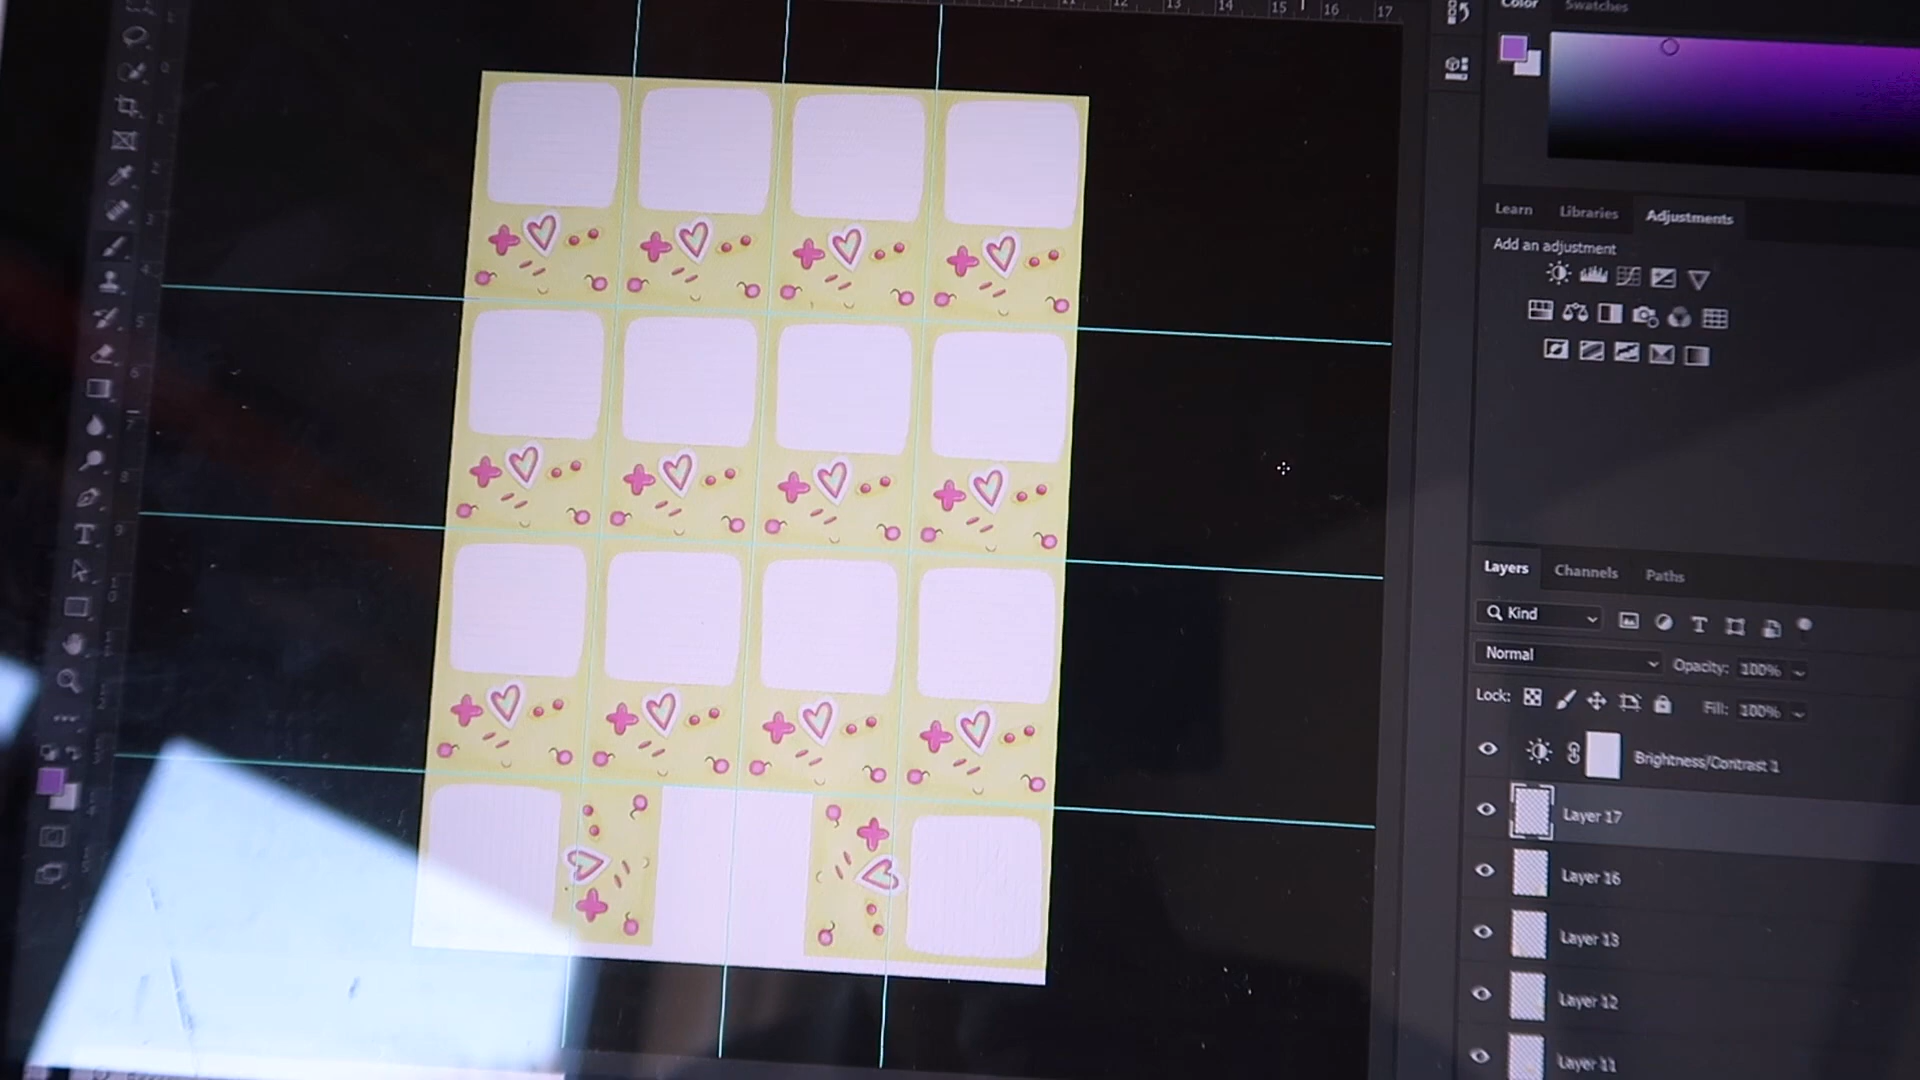 11 12 13 14 15 16 17
Color Swatches
Learn Libraries Adjustments
Add an adjustment
Layers Channels Paths
Kind
Normal Opacity: 100%
Lock: Fill: 100%
Brightness/Contrast 1
Layer 17
Layer 16
Layer 13
Layer 12
Layer 11